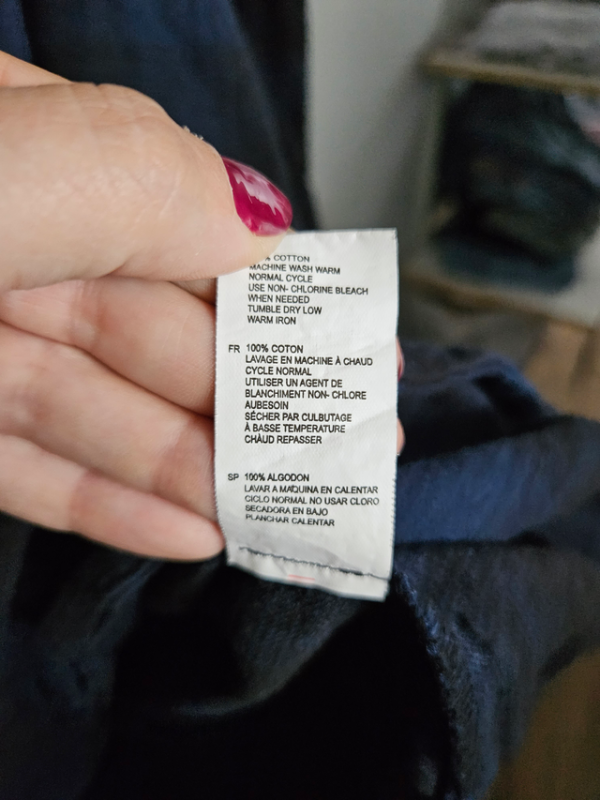 % COTTON
MACHINE WASH WARM
NORMAL CYCLE
USE NON- CHLORINE BLEACH
WHEN NEEDED
TUMBLE DRY LOW
WARM IRON
FR 100% COTON
LAVAGE EN MACHINE À CHAUD
CYCLE NORMAL
UTILISER UN AGENT DE
BLANCHIMENT NON- CHLORE
AUBESOIN
SÉCHER PAR CULBUTAGE
À BASSE TEMPERATURE
CHAUD REPASSER
SP 100% ALGODON
LAVAR A MAQUINA EN CALENTAR
CICLO NORMAL NO USAR CLORO
SECADORA EN BAJO
PLANCHAR CALENTAR